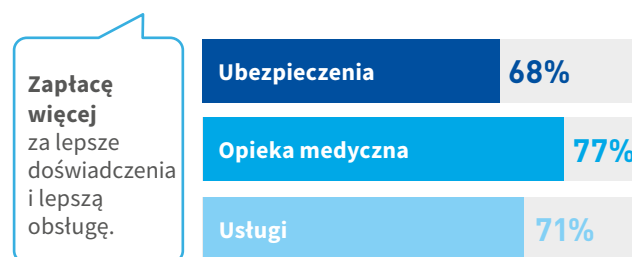 Zapłacę
więcej
za lepsze
doświadczenia
i lepszą
obsługę.
Ubezpieczenia 68%
Opieka medyczna 77%
Usługi 71%